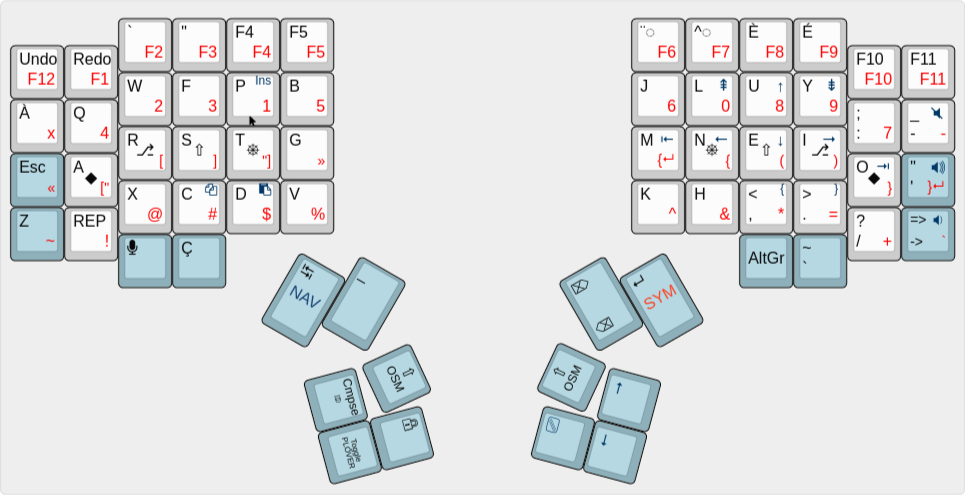 ` " F4 F5
F2 F3 F4 F5
Undo Redo
F12 F1
W F P Ins B
2 3 1 5
À Q
x 4
R S T G
[ ] "] »
Esc A
« ["
X C D V
@ # $ %
Z REP
~ !
Ç
NAV
_
Cmpse
OSM
Toggle
PLOVER
¨◌ ^◌ È É
F6 F7 F8 F9
F10 F11
F10 F11
J L ⇞ U ↑ Y ⇟
6 0 8 9
; _
: 7 - -
M ⇤ N ← E ↓ I →
{↵ { ( )
O ⇥ "
} ' }↵
K H < { > }
^ & , * . =
? =>
/ + -> `
AltGr ~
`
↵
SYM
⇧
OSM
↑
↓